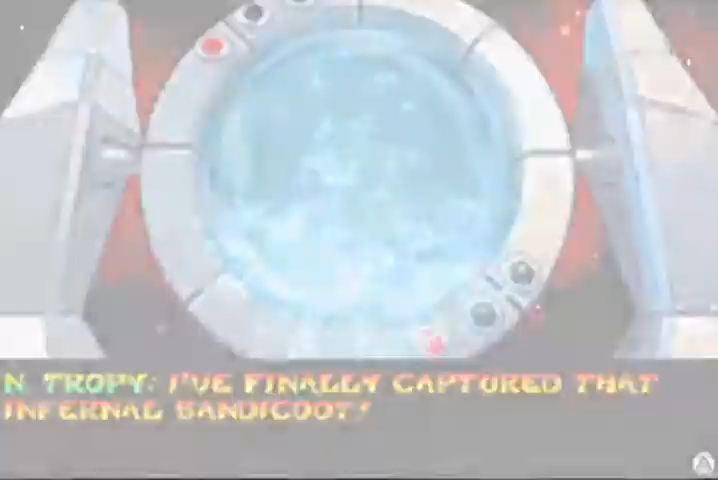 N. TROPY: I'VE FINALLY CAPTURED THAT
INFERNAL BANDICOOT!